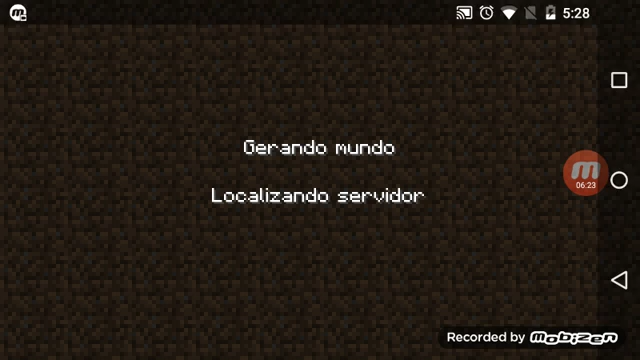 5:28
Gerando mundo
06:23
Localizando servidor
Recorded by mobizen